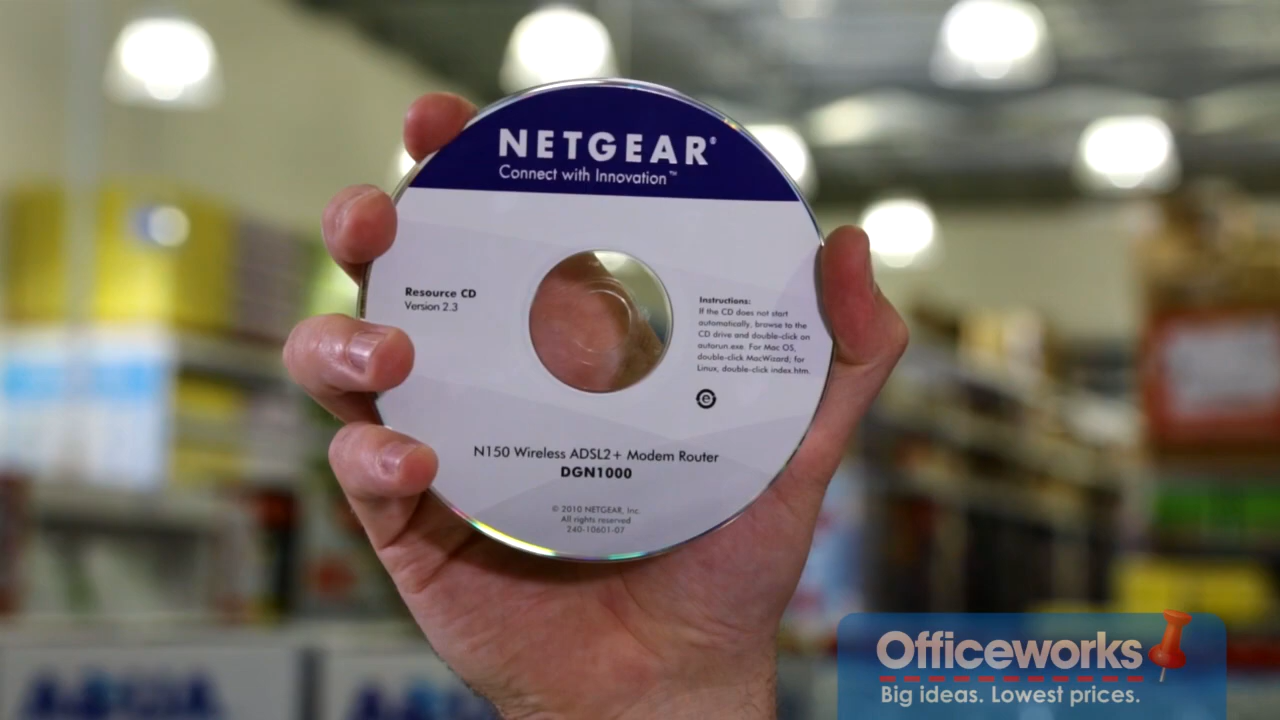 NETGEAR®
Connect with Innovation™
Resource CD
Version 2.3
Instructions:
If the CD does not start
automatically, browse to the
CD drive and double-click on
autorun.exe. For Mac OS,
double-click MacWizard; for
Linux, double-click index.htm.
N150 Wireless ADSL2+ Modem Router
DGN1000
© 2010 NETGEAR, Inc.
All rights reserved
240-10601-07
Officeworks
Big ideas. Lowest prices.